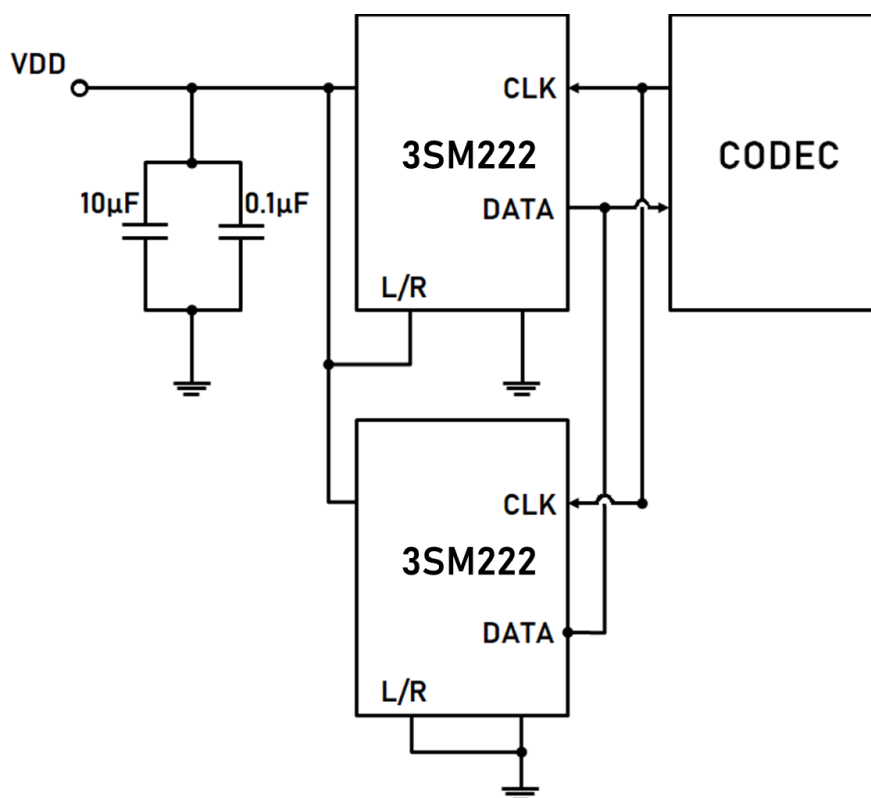 VDD
CLK
3SM222
CODEC
10µF
0.1µF
DATA
L/R
CLK
3SM222
DATA
L/R